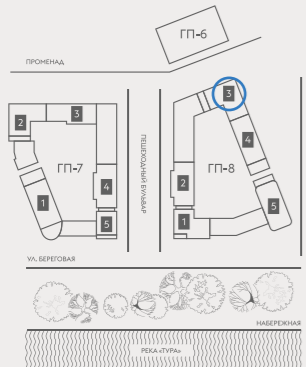 ГП-6
ПРОМЕНАД
3
2
3
ПЕШЕХОДНЫЙ БУЛЬВАР
4
ГП-7
ГП-8
4
2
1
5
1
5
УЛ. БЕРЕГОВАЯ
НАБЕРЕЖНАЯ
РЕКА «ТУРА»